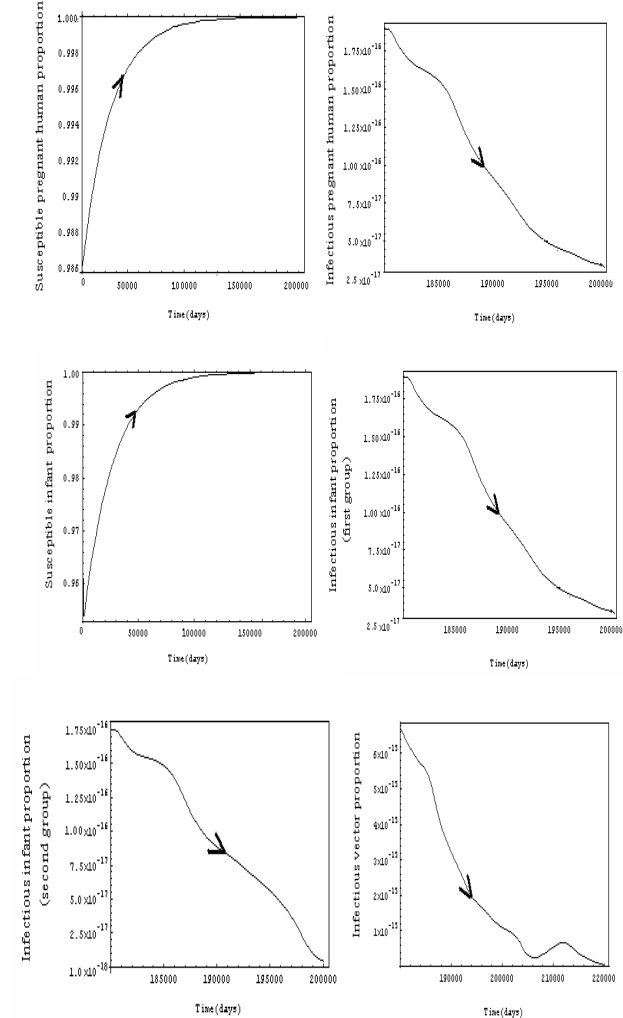 Susceptible pregnant human proportion
1.000
0.998
0.996
0.994
0.992
0.99
0.988
0.986
0
50000
100000
150000
200000
Time(days)
Infectious pregnant human proportion
1.75x10^-16
1.50x10^-16
1.25x10^-16
1.00x10^-16
7.5x10^-17
5.0x10^-17
2.5x10^-17
185000
190000
195000
200000
Time(days)
Susceptible infant proportion
1.00
0.99
0.98
0.97
0.96
0
50000
100000
150000
200000
Time(days)
Infectious infant proportion
(first group)
1.75x10^-16
1.50x10^-16
1.25x10^-16
1.00x10^-16
7.5x10^-17
5.0x10^-17
2.5x10^-17
185000
190000
195000
200000
Time(days)
Infectious infant proportion
(second group)
1.75x10^-16
1.50x10^-16
1.25x10^-16
1.00x10^-16
7.5x10^-17
5.0x10^-17
2.5x10^-17
1.0x10^-18
185000
190000
195000
200000
Time(days)
Infectious vector proportion
6x10^-15
5x10^-15
4x10^-15
3x10^-15
2x10^-15
1x10^-15
190000
200000
210000
220000
Time(days)